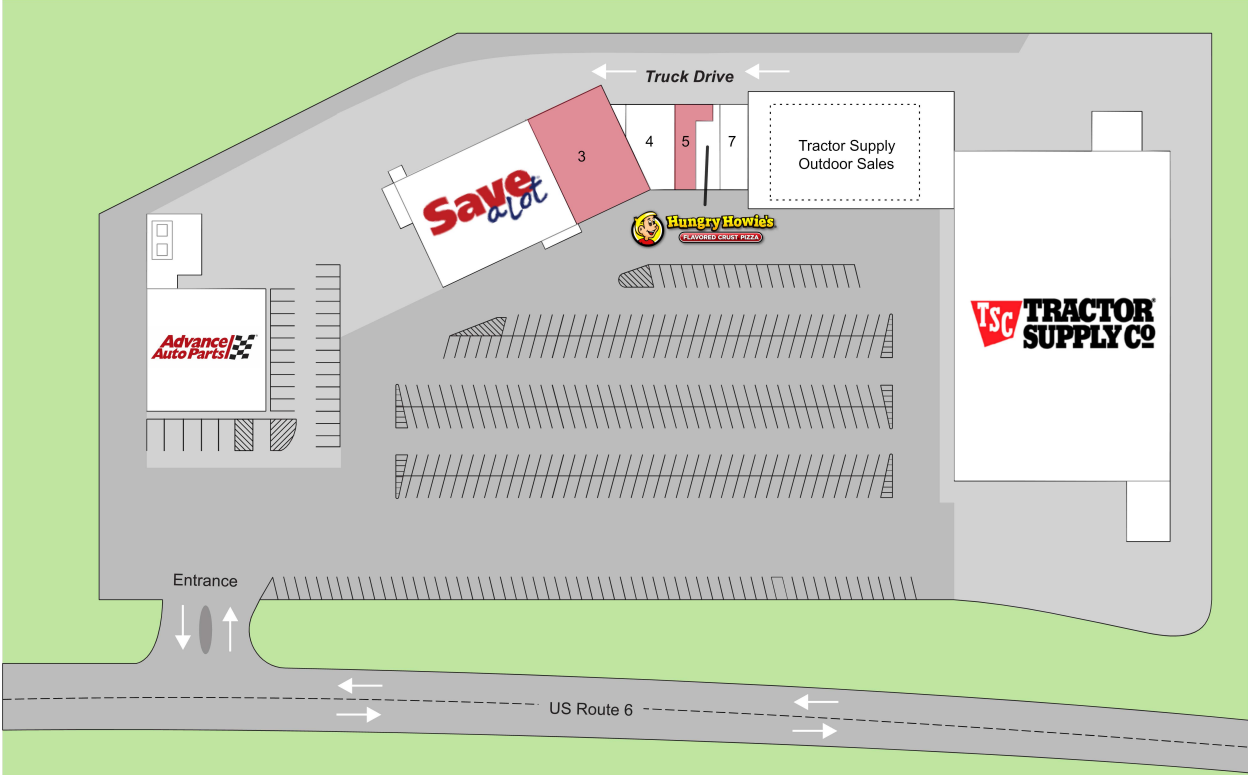 Truck Drive
3
4
5
7
Tractor Supply
Outdoor Sales
Save
a lot
Hungry Howie's
FLAVORED CRUST PIZZA
TSC
TRACTOR
SUPPLY CO
Advance
Auto Parts
Entrance
US Route 6